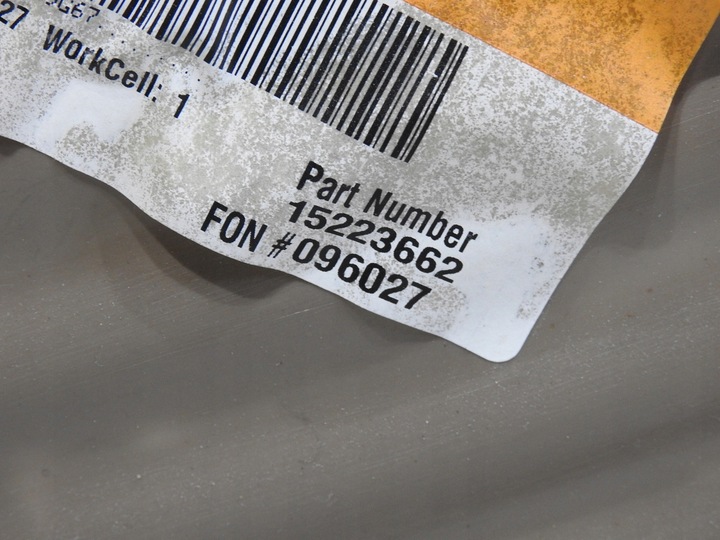 27 WorkCell: 1
Part Number
15223662
FON #096027